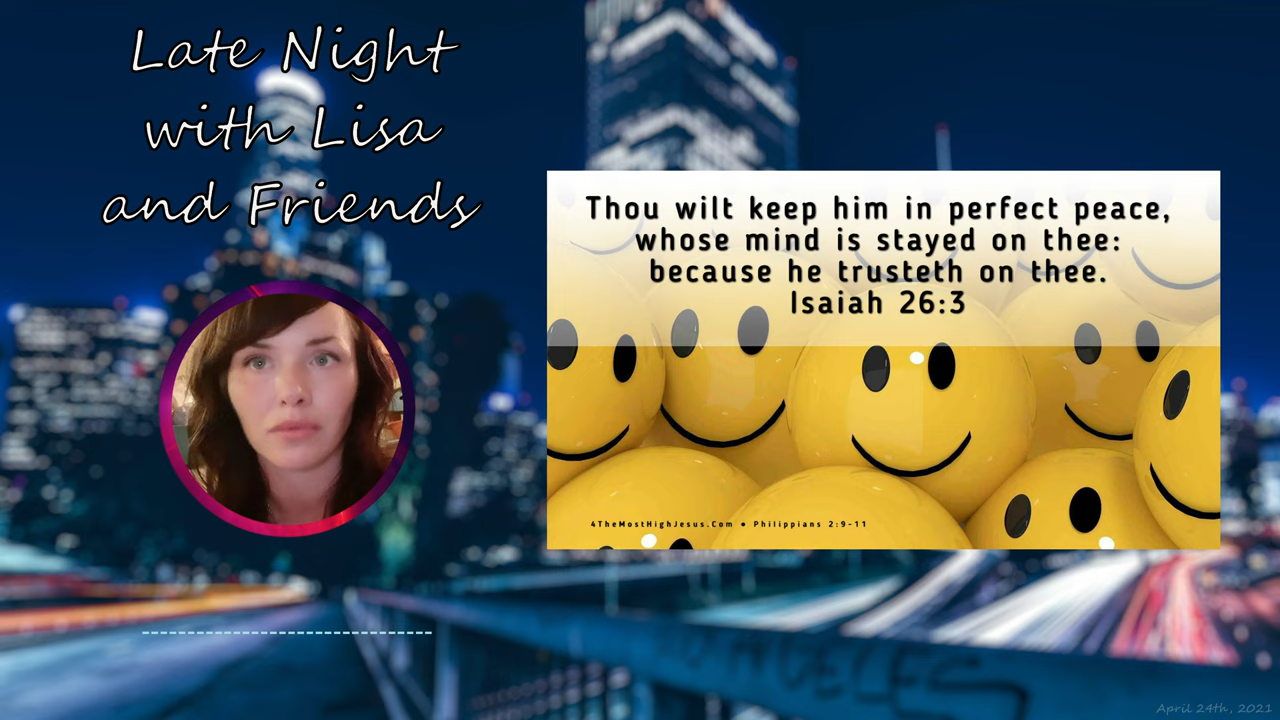 Late Night
with Lisa
and Friends
Thou wilt keep him in perfect peace,
whose mind is stayed on thee:
because he trusteth on thee.
Isaiah 26:3
4TheMostHighJesus.Com • Philippians 2:9-11
ANGELES
April 24th, 2021